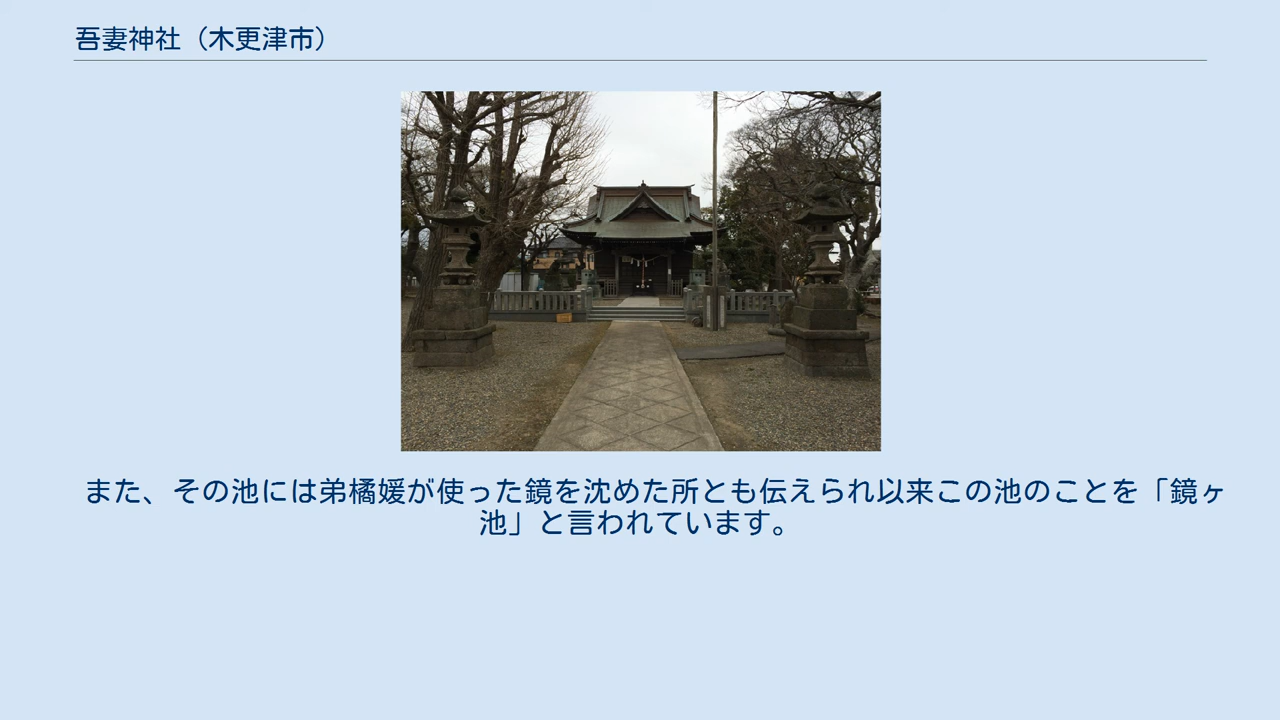 吾妻神社（木更津市）
また、その池には弟橘媛が使った鏡を沈めた所とも伝えられ以来この池のことを「鏡ヶ
池」と言われています。